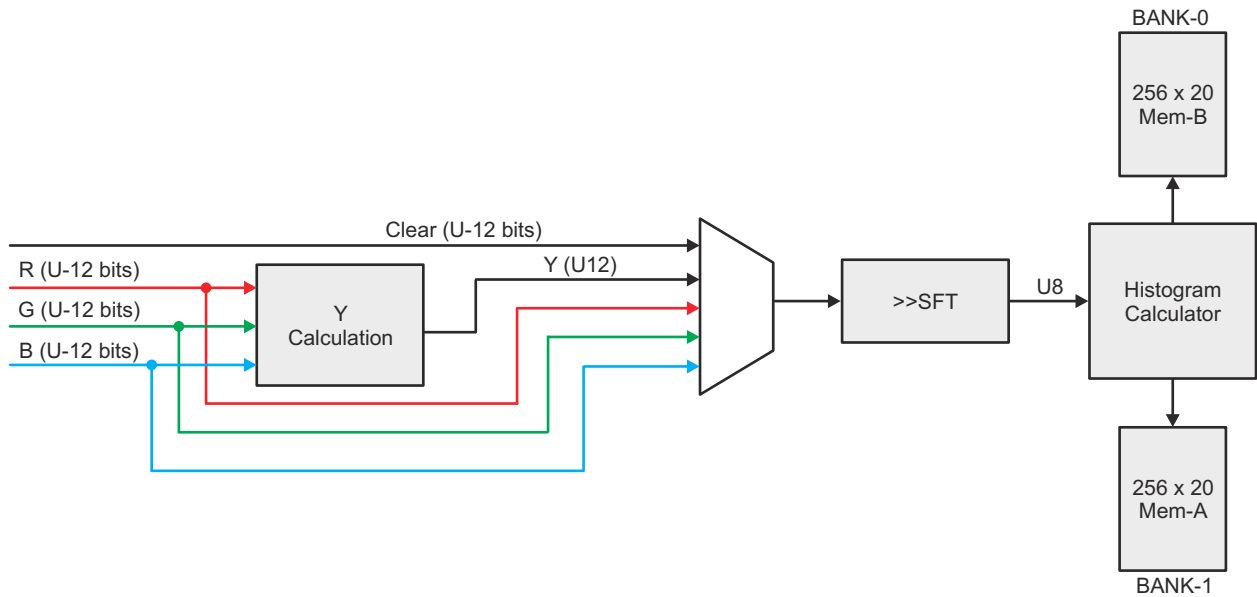 BANK-0
256 x 20
Mem-B
Clear (U-12 bits)
R (U-12 bits)
Y (U12)
G (U-12 bits)
Y
Calculation
B (U-12 bits)
>>SFT
U8
Histogram
Calculator
256 x 20
Mem-A
BANK-1